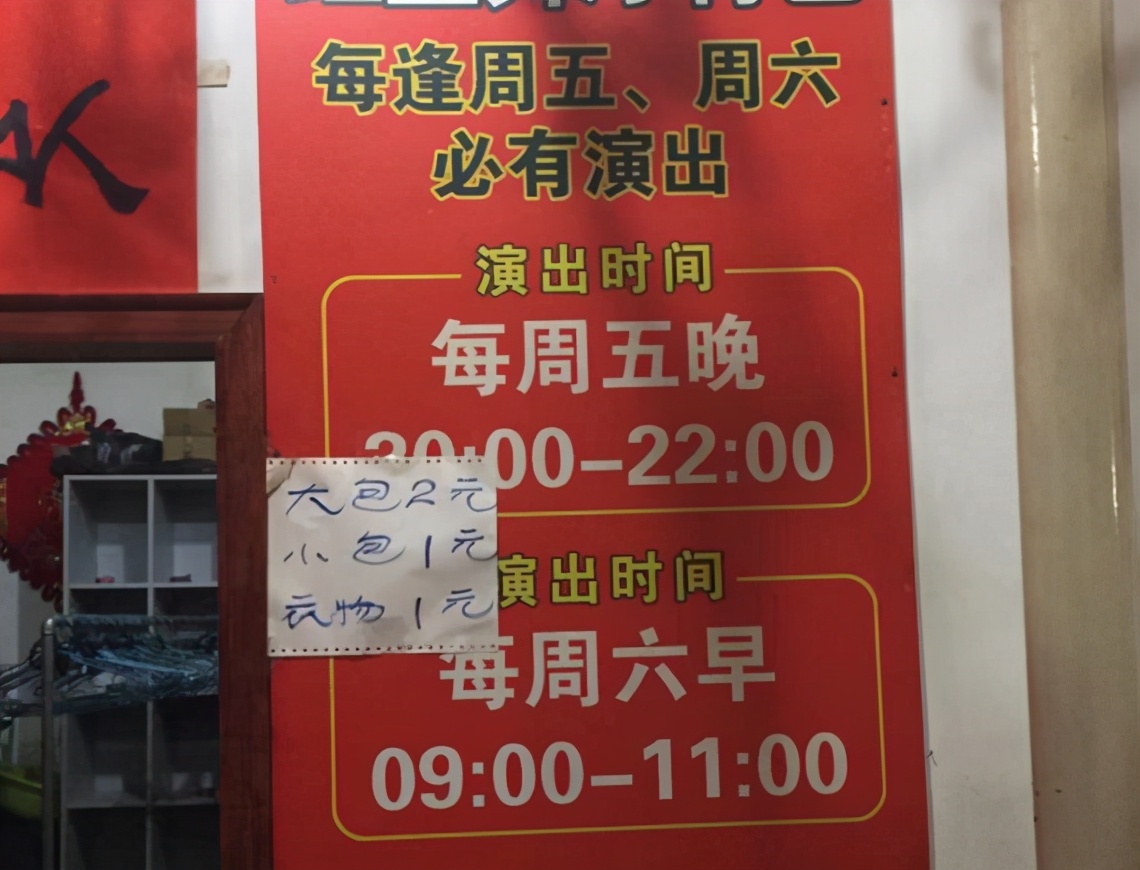 每逢周五、周六
必有演出
演出时间
每周五晚
20:00-22:00
大包2元
小包1元
衣物1元
演出时间
每周六早
09:00-11:00